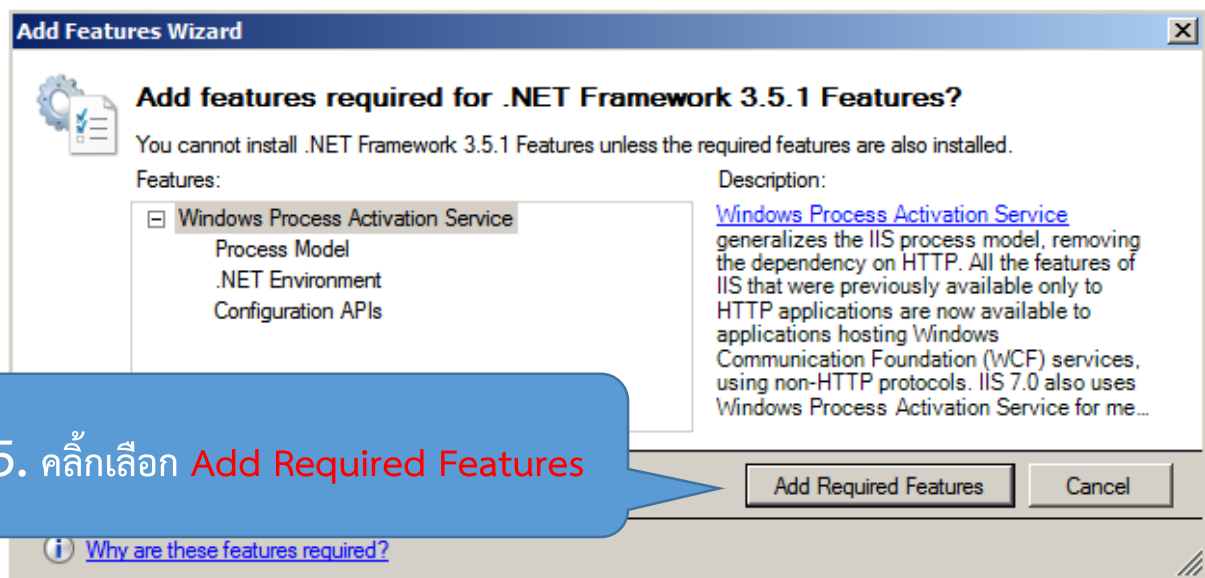 Add Features Wizard
Add features required for .NET Framework 3.5.1 Features?
You cannot install .NET Framework 3.5.1 Features unless the required features are also installed.
Features:
Description:
Windows Process Activation Service
Process Model
.NET Environment
Configuration APIs
Windows Process Activation Service
generalizes the IIS process model, removing
the dependency on HTTP. All the features of
IIS that were previously available only to
HTTP applications are now available to
applications hosting Windows
Communication Foundation (WCF) services,
using non-HTTP protocols. IIS 7.0 also uses
Windows Process Activation Service for me...
5. คลิ้กเลือก Add Required Features
Add Required Features
Cancel
Why are these features required?